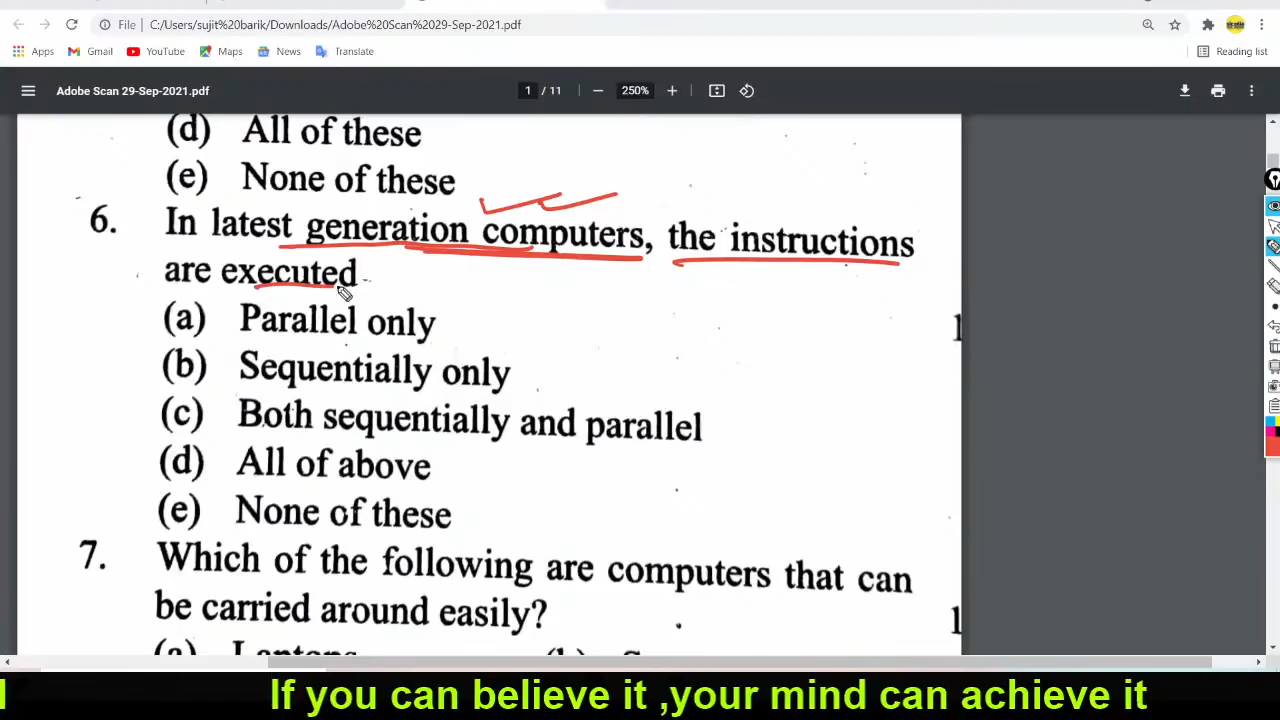 File
C:/Users/sujit%20barik/Downloads/Adobe%20Scan%2029-Sep-2021.pdf
Apps Gmail YouTube Maps News Translate Reading list
Adobe Scan 29-Sep-2021.pdf 1 / 11 250%
(d) All of these
(e) None of these
6. In latest generation computers, the instructions
are executed
(a) Parallel only 1
(b) Sequentially only
(c) Both sequentially and parallel
(d) All of above
(e) None of these
7. Which of the following are computers that can
be carried around easily? 1
(a) Laptops (b)
If you can believe it ,your mind can achieve it